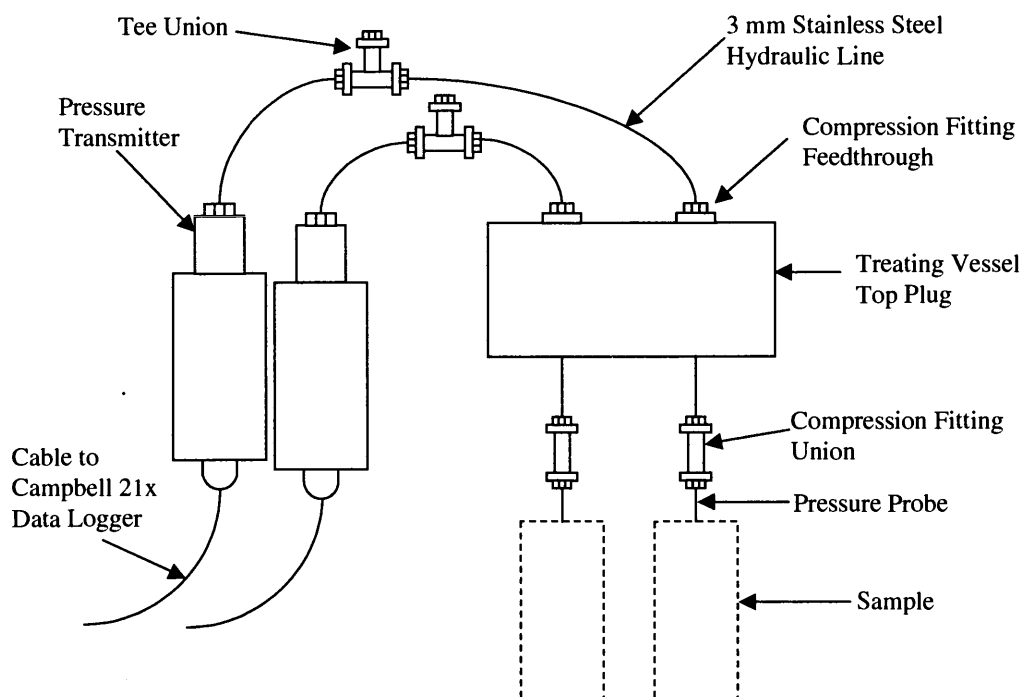 Tee Union
3 mm Stainless Steel
Hydraulic Line
Pressure
Transmitter
Compression Fitting
Feedthrough
Treating Vessel
Top Plug
Compression Fitting
Union
Cable to
Campbell 21x
Data Logger
Pressure Probe
Sample